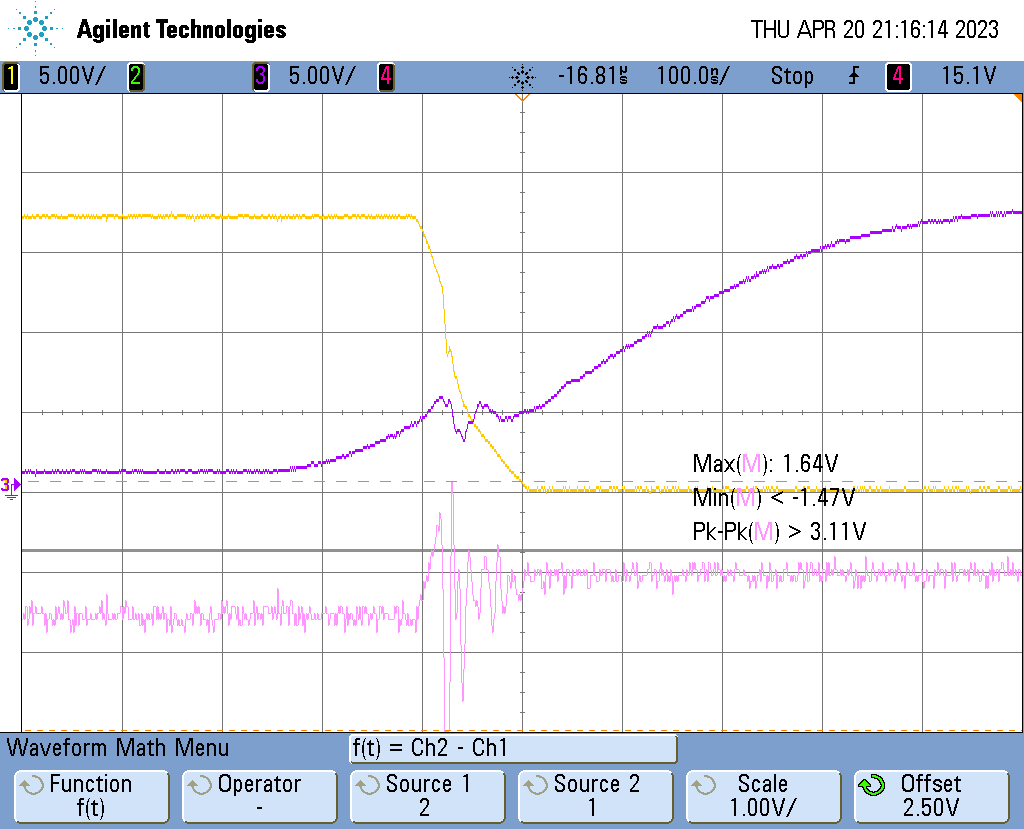 Agilent Technologies
THU APR 20 21:16:14 2023
1 5.00V/ 2 3 5.00V/ 4 -16.81µs 100.0ns/ Stop 4 15.1V
3
Max(M): 1.64V
Min(M) < -1.47V
Pk-Pk(M) > 3.11V
Waveform Math Menu
f(t) = Ch2 - Ch1
Function Operator Source 1 Source 2 Scale Offset
f(t) - 2 1 1.00V/ 2.50V